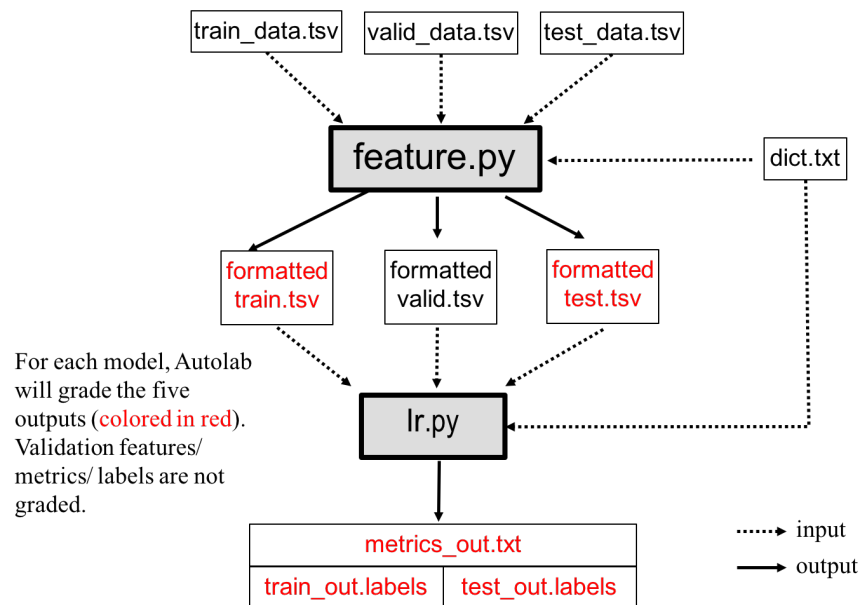 train_data.tsv
valid_data.tsv
test_data.tsv
feature.py
dict.txt
formatted
train.tsv
formatted
valid.tsv
formatted
test.tsv
For each model, Autolab
will grade the five
outputs (colored in red).
Validation features/
metrics/ labels are not
graded.
lr.py
input
output
metrics_out.txt
train_out.labels
test_out.labels